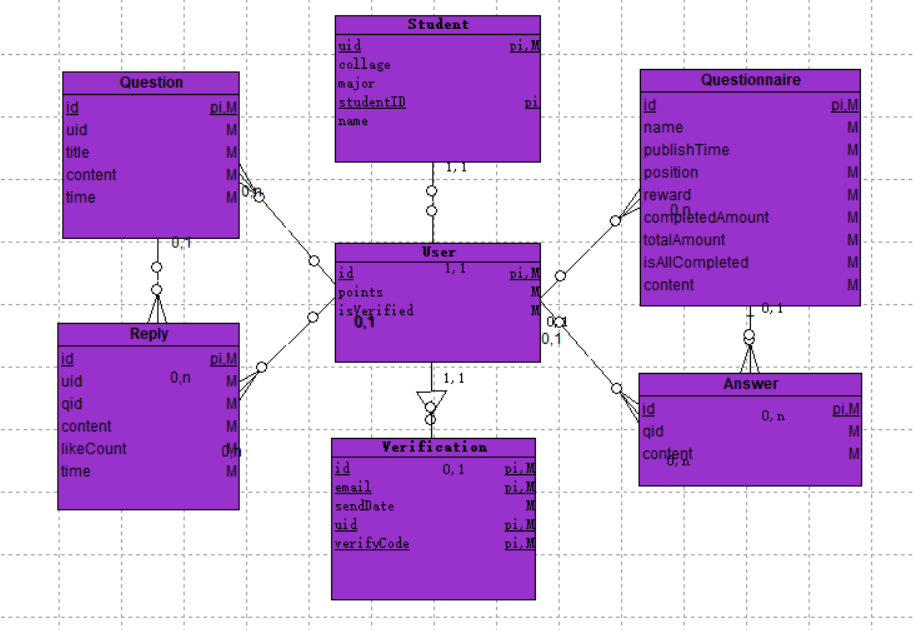 Student
uid pi,M
collage
major
studentID pi
name
1,1
Question
id pi,M
uid M
title M
content M
time M
0,n
0,1
Questionnaire
id pi,M
name M
publishTime M
position M
reward M
0,n
completedAmount M
totalAmount M
isAllCompleted M
content M
0,1
User
1,1
id pi,M
points M
isVerified M
0,1
0,1
0,1
1,1
Reply
id pi,M
0,n
uid M
qid M
content M
likeCount M
0,n
time M
Verification
id pi,M
0,1
email pi,M
sendDate M
uid pi,M
verifyCode pi,M
Answer
id pi,M
0,n
qid M
content M
0,n